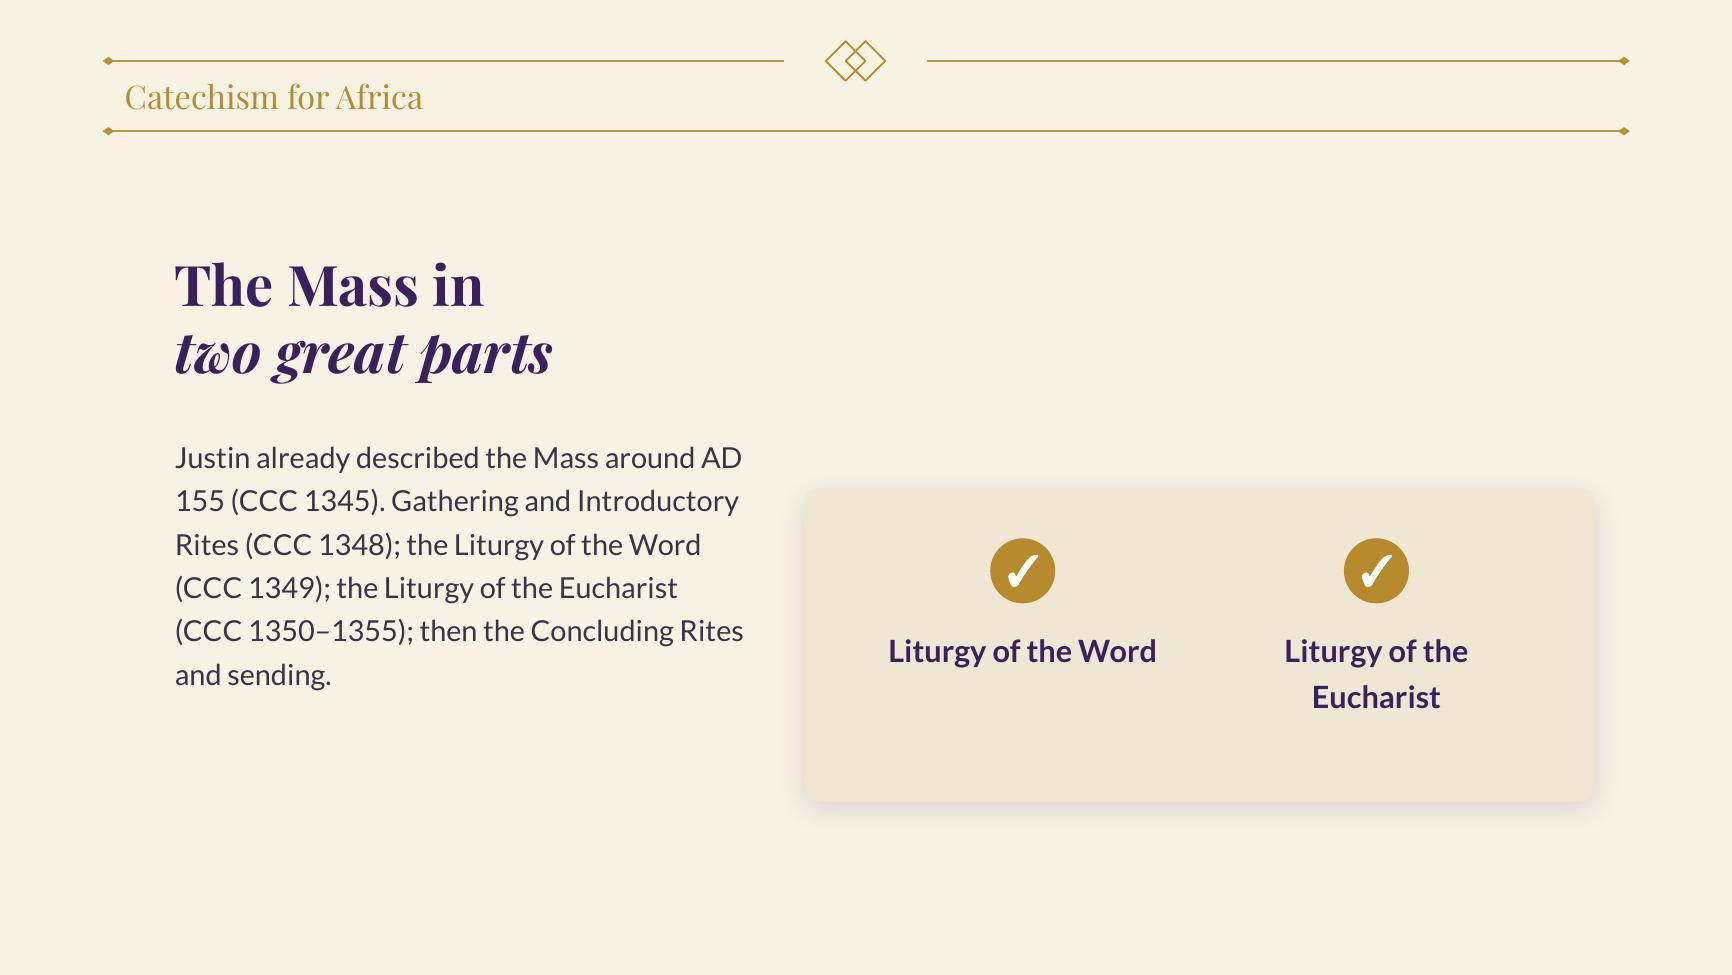 Catechism for Africa
The Mass in
two great parts
Justin already described the Mass around AD
155 (CCC 1345). Gathering and Introductory
Rites (CCC 1348); the Liturgy of the Word
(CCC 1349); the Liturgy of the Eucharist
(CCC 1350–1355); then the Concluding Rites
and sending.
Liturgy of the Word
Liturgy of the
Eucharist